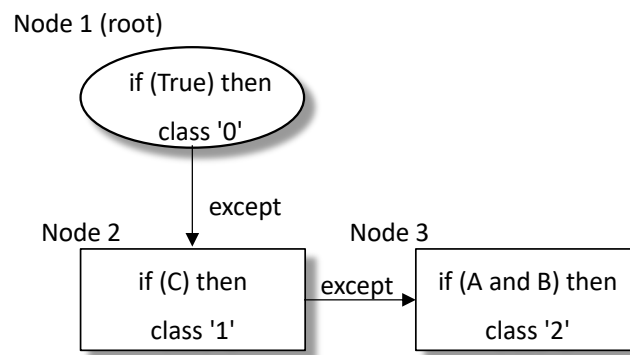 Node 1 (root)
if (True) then
class '0'
except
Node 2
Node 3
if (C) then
class '1'
except
if (A and B) then
class '2'